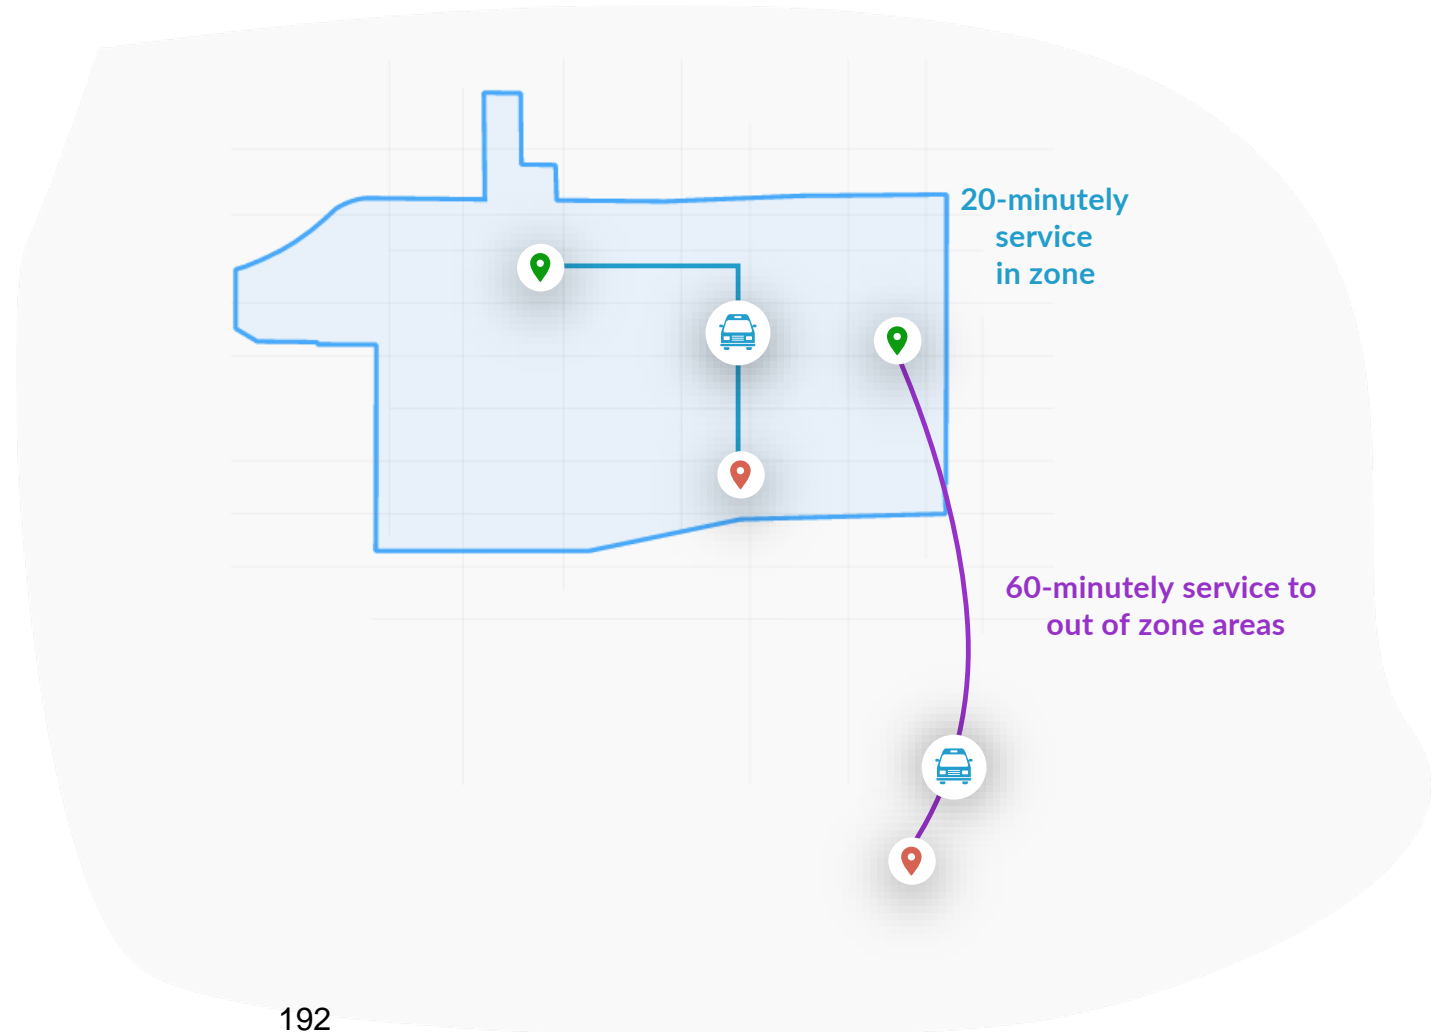 20-minutely
service
in zone
60-minutely service to
out of zone areas
192